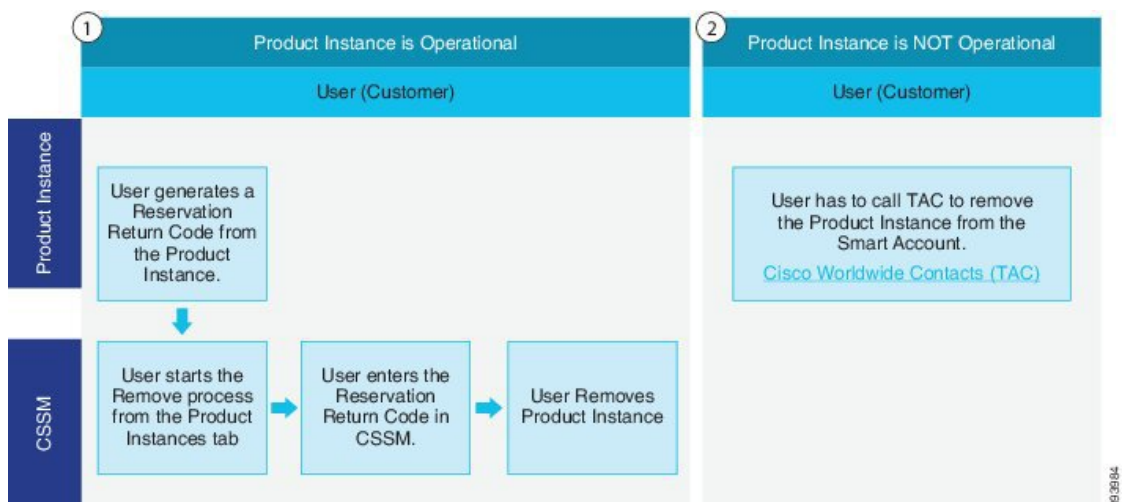 1
Product Instance is Operational
User (Customer)
2
Product Instance is NOT Operational
User (Customer)
Product Instance
User generates a
Reservation
Return Code from
the Product
Instance.
User has to call TAC to remove
the Product Instance from the
Smart Account.
Cisco Worldwide Contacts (TAC)
CSSM
User starts the
Remove process
from the Product
Instances tab
User enters the
Reservation
Return Code in
CSSM.
User Removes
Product Instance
93984